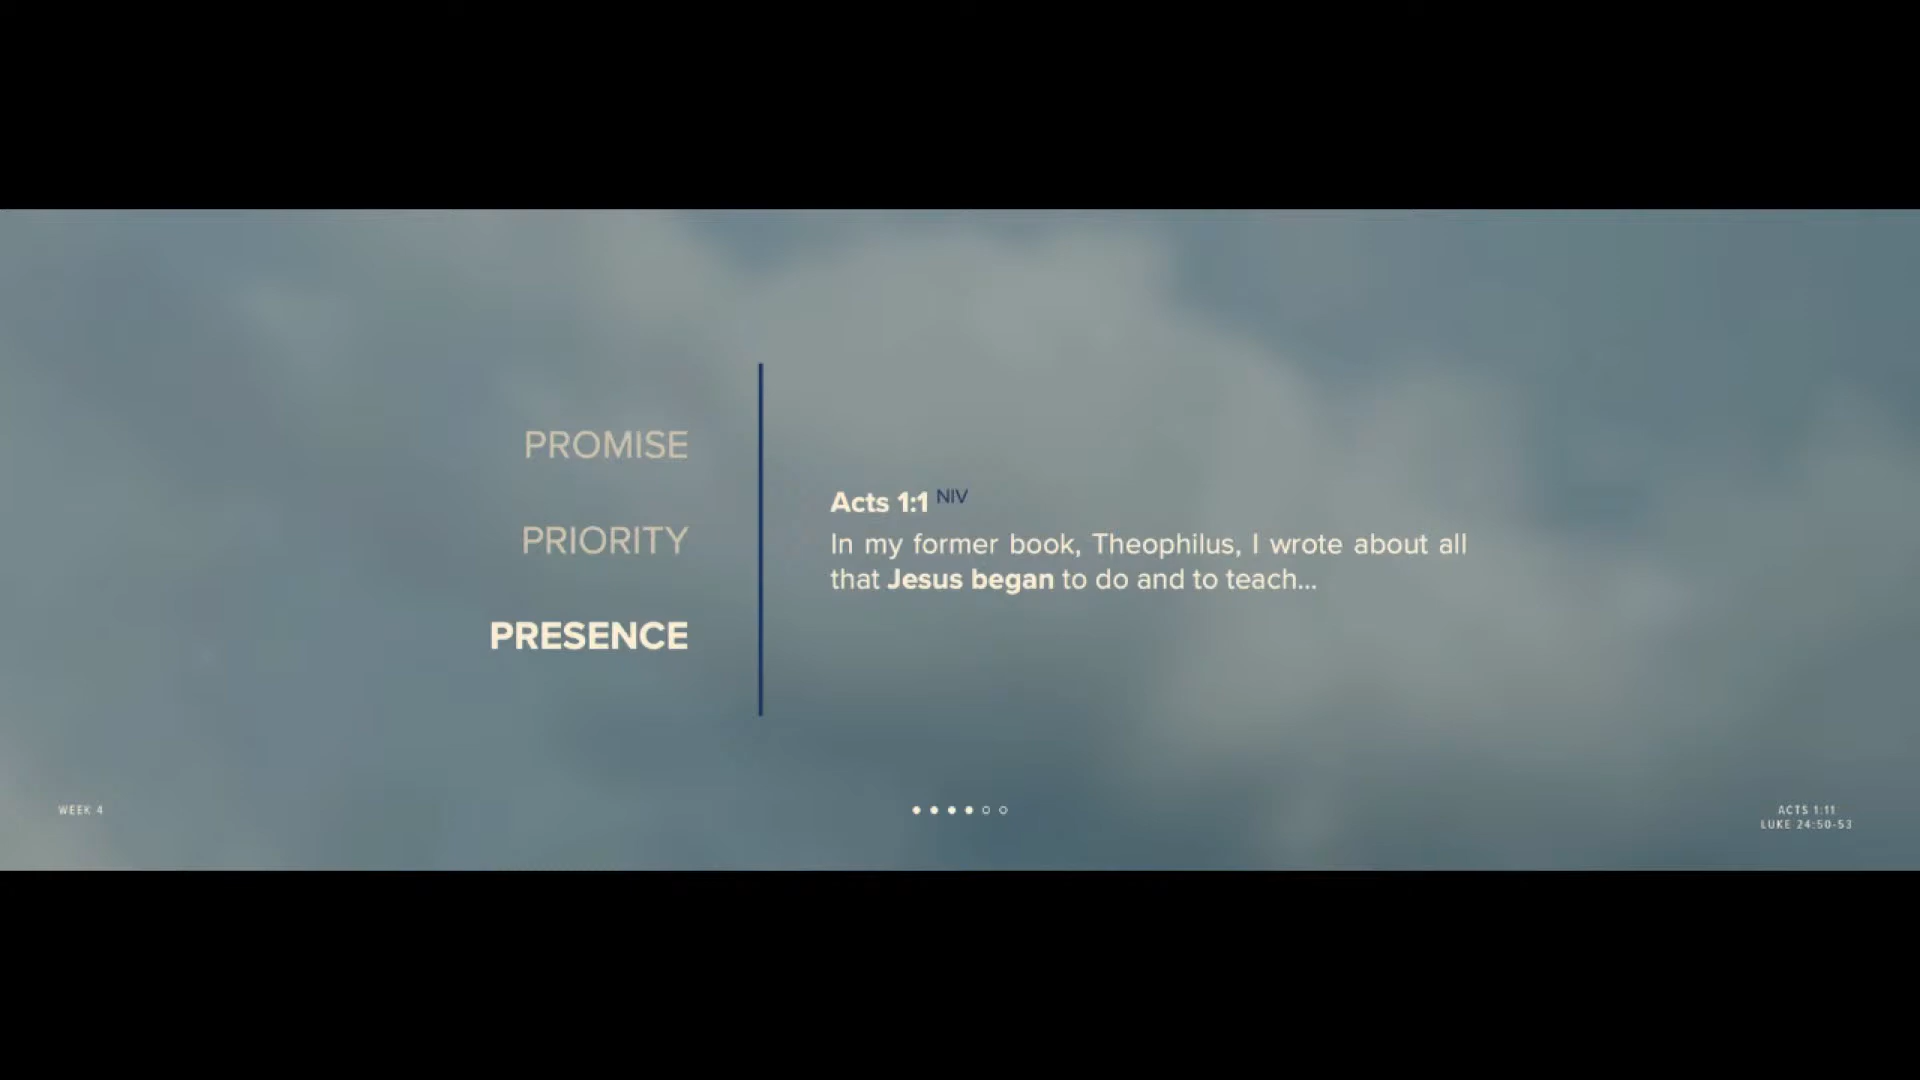 PROMISE
PRIORITY
PRESENCE
Acts 1:1 NIV
In my former book, Theophilus, I wrote about all
that Jesus began to do and to teach...
WEEK 4
ACTS 1:11
LUKE 24:50-53